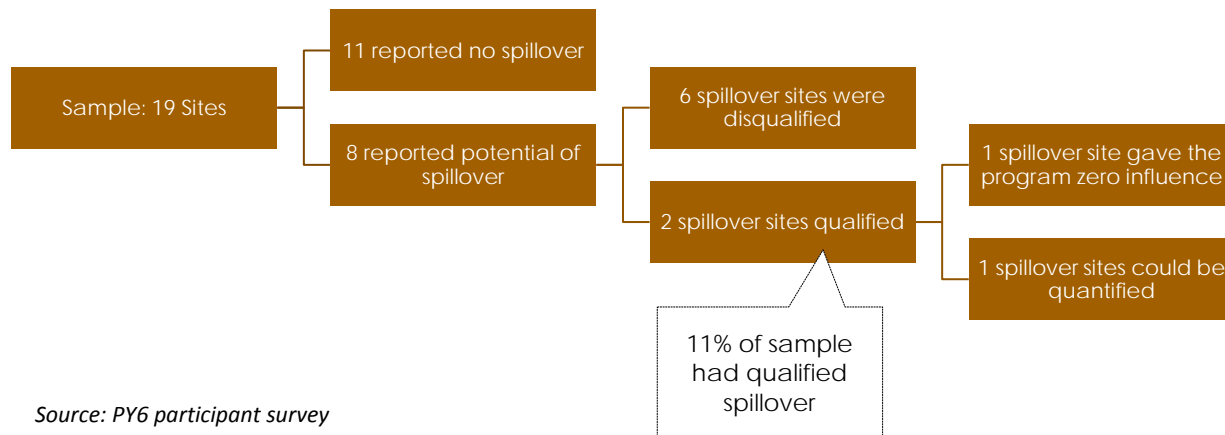 11 reported no spillover
Sample: 19 Sites
6 spillover sites were
disqualified
8 reported potential of
spillover
1 spillover site gave the
program zero influence
2 spillover sites qualified
1 spillover sites could be
quantified
11% of sample
had qualified
spillover
Source: PY6 participant survey